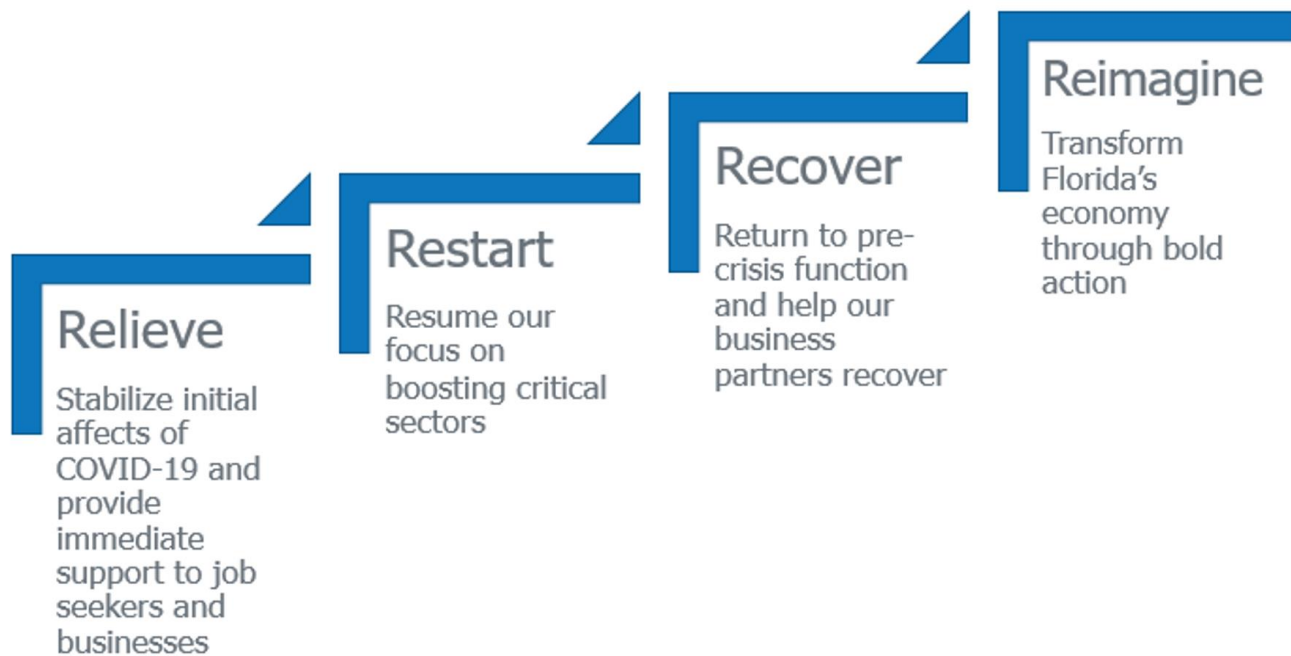 Relieve
Stabilize initial
affects of
COVID-19 and
provide
immediate
support to job
seekers and
businesses
Restart
Resume our
focus on
boosting critical
sectors
Recover
Return to pre-
crisis function
and help our
business
partners recover
Reimagine
Transform
Florida's
economy
through bold
action